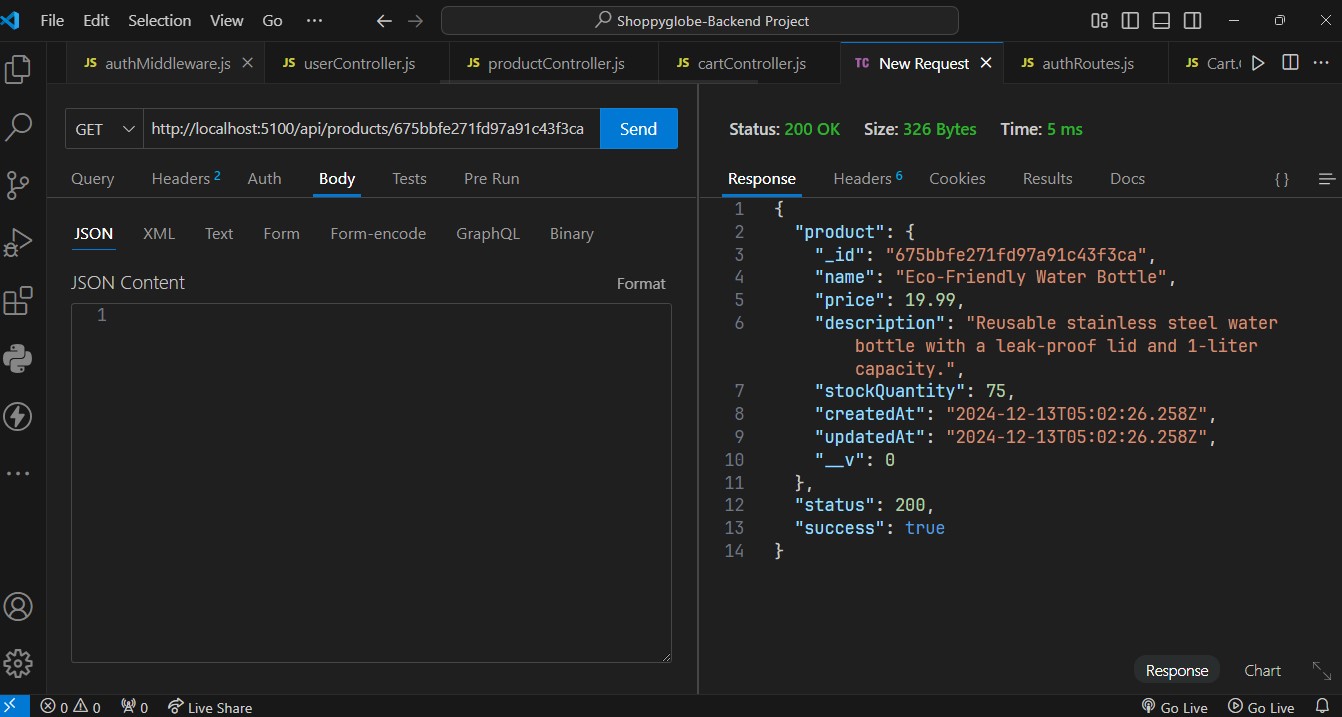 File Edit Selection View Go ··· Shoppyglobe-Backend Project
JS authMiddleware.js JS userController.js JS productController.js JS cartController.js TC New Request JS authRoutes.js JS Cart.
GET http://localhost:5100/api/products/675bbfe271fd97a91c43f3ca Send
Status: 200 OK Size: 326 Bytes Time: 5 ms
Query Headers 2 Auth Body Tests Pre Run
Response Headers 6 Cookies Results Docs { }
JSON XML Text Form Form-encode GraphQL Binary
JSON Content Format
1
1 {
2 "product": {
3 "_id": "675bbfe271fd97a91c43f3ca",
4 "name": "Eco-Friendly Water Bottle",
5 "price": 19.99,
6 "description": "Reusable stainless steel water
bottle with a leak-proof lid and 1-liter
capacity.",
7 "stockQuantity": 75,
8 "createdAt": "2024-12-13T05:02:26.258Z",
9 "updatedAt": "2024-12-13T05:02:26.258Z",
10 "__v": 0
11 },
12 "status": 200,
13 "success": true
14 }
Response Chart
0 0 0 Live Share Go Live Go Live